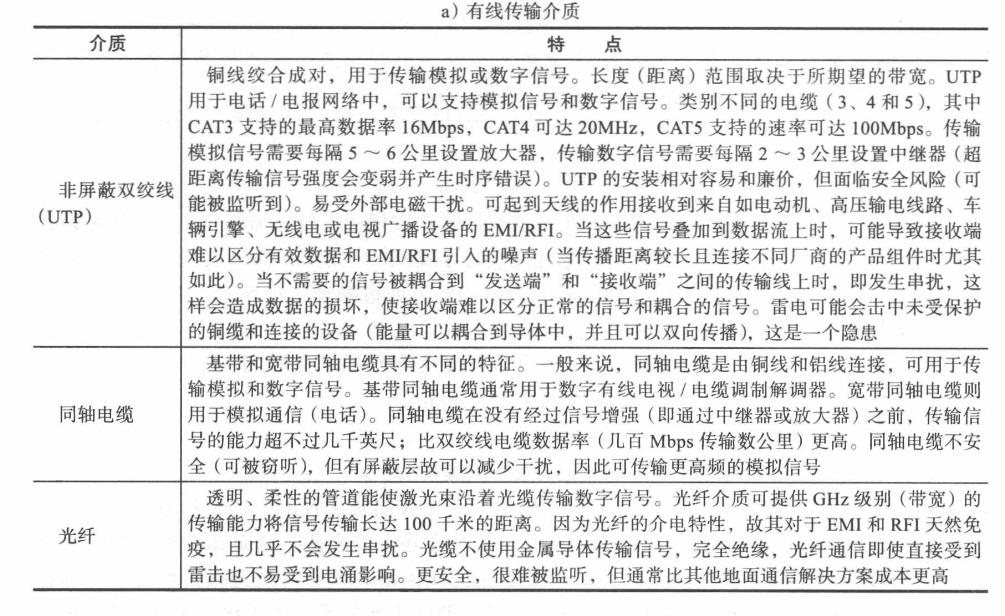 a）有线传输介质
介质
特 点
铜线绞合成对，用于传输模拟或数字信号。长度（距离）范围取决于所期望的带宽。UTP
用于电话/电报网络中，可以支持模拟信号和数字信号。类别不同的电缆（3、4和5），其中
CAT3支持的最高数据率16Mbps，CAT4可达20MHz，CAT5支持的速率可达100Mbps。传输
模拟信号需要每隔5～6公里设置放大器，传输数字信号需要每隔2～3公里设置中继器（超
距离传输信号强度会变弱并产生时序错误）。UTP的安装相对容易和廉价，但面临安全风险（可
非屏蔽双绞线
（UTP）
能被监听到）。易受外部电磁干扰。可起到天线的作用接收到来自如电动机、高压输电线路、车
辆引擎、无线电或电视广播设备的EMI/RFI。当这些信号叠加到数据流上时，可能导致接收端
难以区分有效数据和EMI/RFI引入的噪声（当传播距离较长且连接不同厂商的产品组件时尤其
如此）。当不需要的信号被耦合到“发送端”和“接收端”之间的传输线上时，即发生串扰，这
样会造成数据的损坏，使接收端难以区分正常的信号和耦合的信号。雷电可能会击中未受保护
的铜缆和连接的设备（能量可以耦合到导体中，并且可以双向传播），这是一个隐患
同轴电缆
基带和宽带同轴电缆具有不同的特征。一般来说，同轴电缆是由铜线和铝线连接，可用于传
输模拟和数字信号。基带同轴电缆通常用于数字有线电视/电缆调制解调器。宽带同轴电缆则
用于模拟通信（电话）。同轴电缆在没有经过信号增强（即通过中继器或放大器）之前，传输信
号的能力超不过几千英尺；比双绞线电缆数据率（几百Mbps传输数公里）更高。同轴电缆不安
全（可被窃听），但有屏蔽层故可以减少干扰，因此可传输更高频的模拟信号
光纤
透明、柔性的管道能使激光束沿着光缆传输数字信号。光纤介质可提供GHz级别（带宽）的
传输能力将信号传输长达100千米的距离。因为光纤的介电特性，故其对于EMI和RFI天然免
疫，且几乎不会发生串扰。光缆不使用金属导体传输信号，完全绝缘，光纤通信即使直接受到
雷击也不易受到电涌影响。更安全，很难被监听，但通常比其他地面通信解决方案成本更高